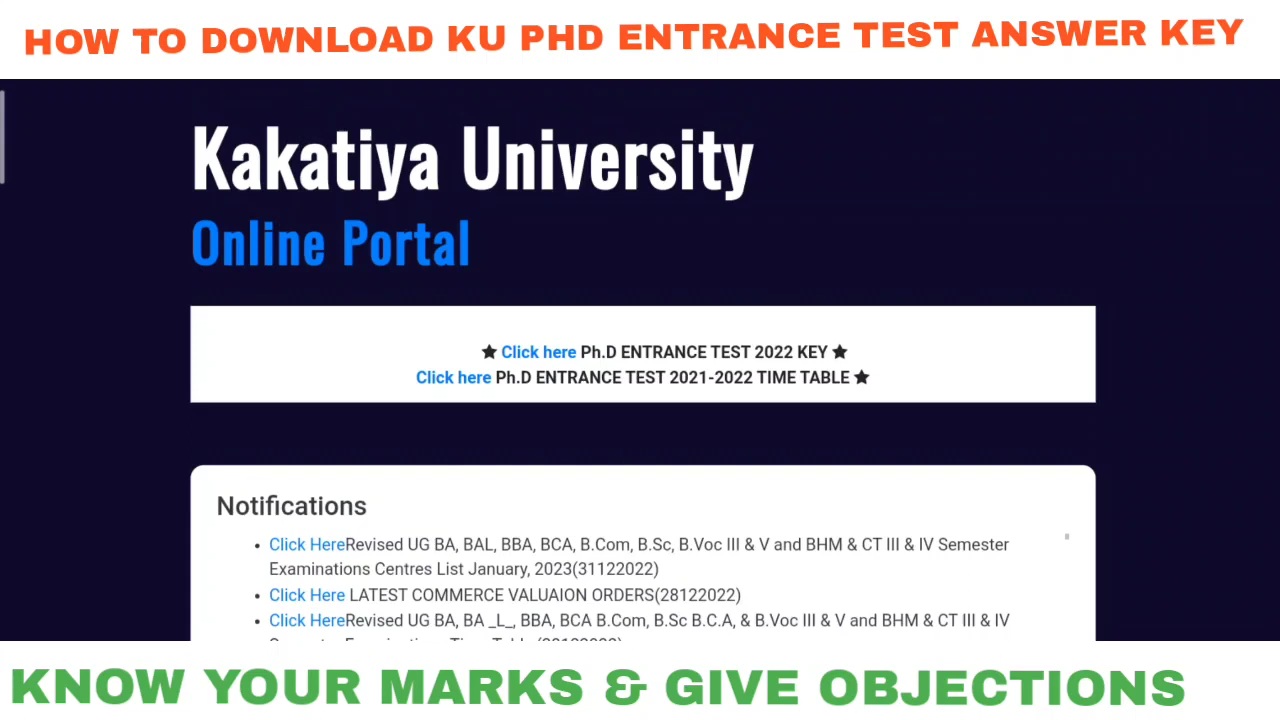 HOW TO DOWNLOAD KU PHD ENTRANCE TEST ANSWER KEY
Kakatiya University
Online Portal
★ Click here Ph.D ENTRANCE TEST 2022 KEY ★
Click here Ph.D ENTRANCE TEST 2021-2022 TIME TABLE ★
Notifications
• Click HereRevised UG BA, BAL, BBA, BCA, B.Com, B.Sc, B.Voc III & V and BHM & CT III & IV Semester
Examinations Centres List January, 2023(31122022)
• Click Here LATEST COMMERCE VALUAION ORDERS(28122022)
• Click HereRevised UG BA, BA _L_, BBA, BCA B.Com, B.Sc B.C.A, & B.Voc III & V and BHM & CT III & IV
KNOW YOUR MARKS & GIVE OBJECTIONS